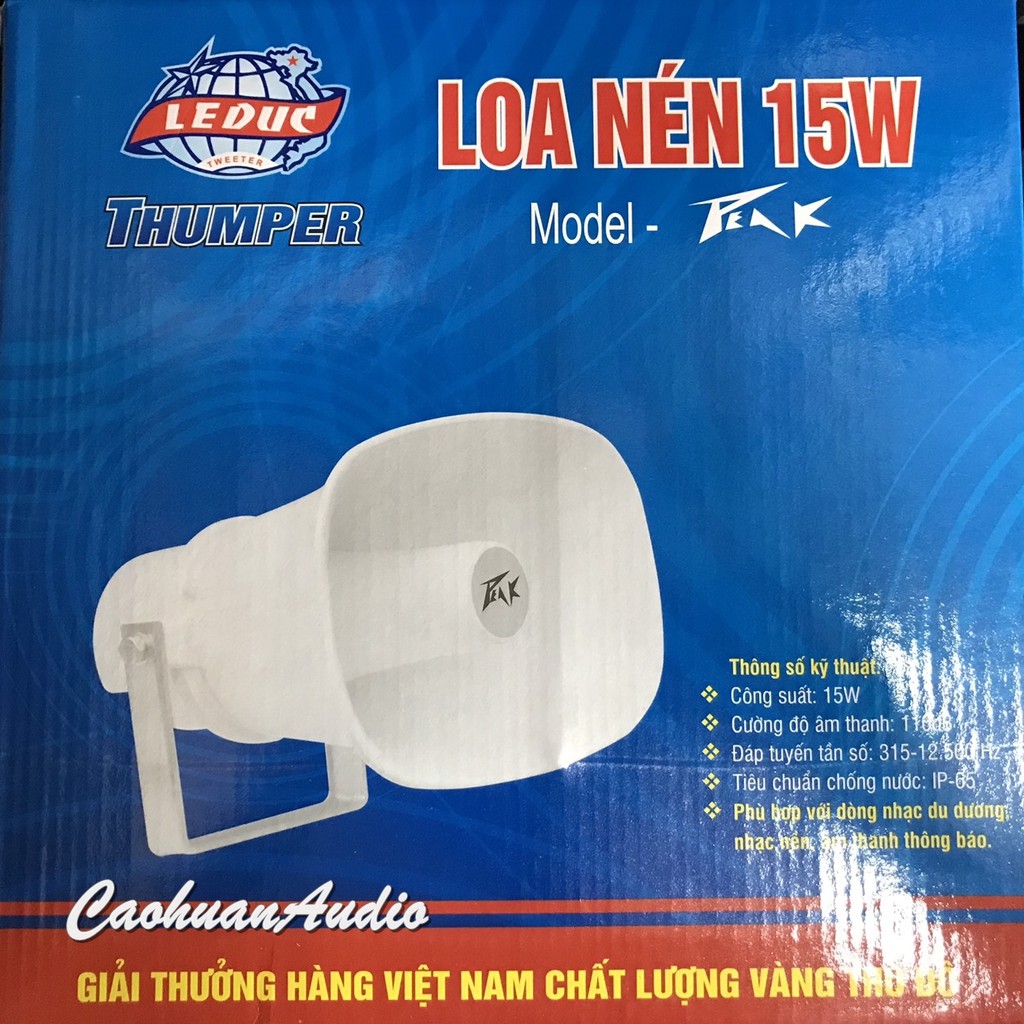 LEDUC
TWEETER
THUMPER
LOA NÉN 15W
Model - PEAK
PEAK
Thông số kỹ thuật:
❖ Công suất: 15W
❖ Cường độ âm thanh:
❖ Đáp tuyến tần số: 315-12.500 Hz
❖ Tiêu chuẩn chống nước: IP-65
❖ Phù hợp với dòng nhạc du dương,
nhạc nền, âm thanh thông báo.
CaohuanAudio
GIẢI THƯỞNG HÀNG VIỆT NAM CHẤT LƯỢNG VÀNG THỦ ĐÔ